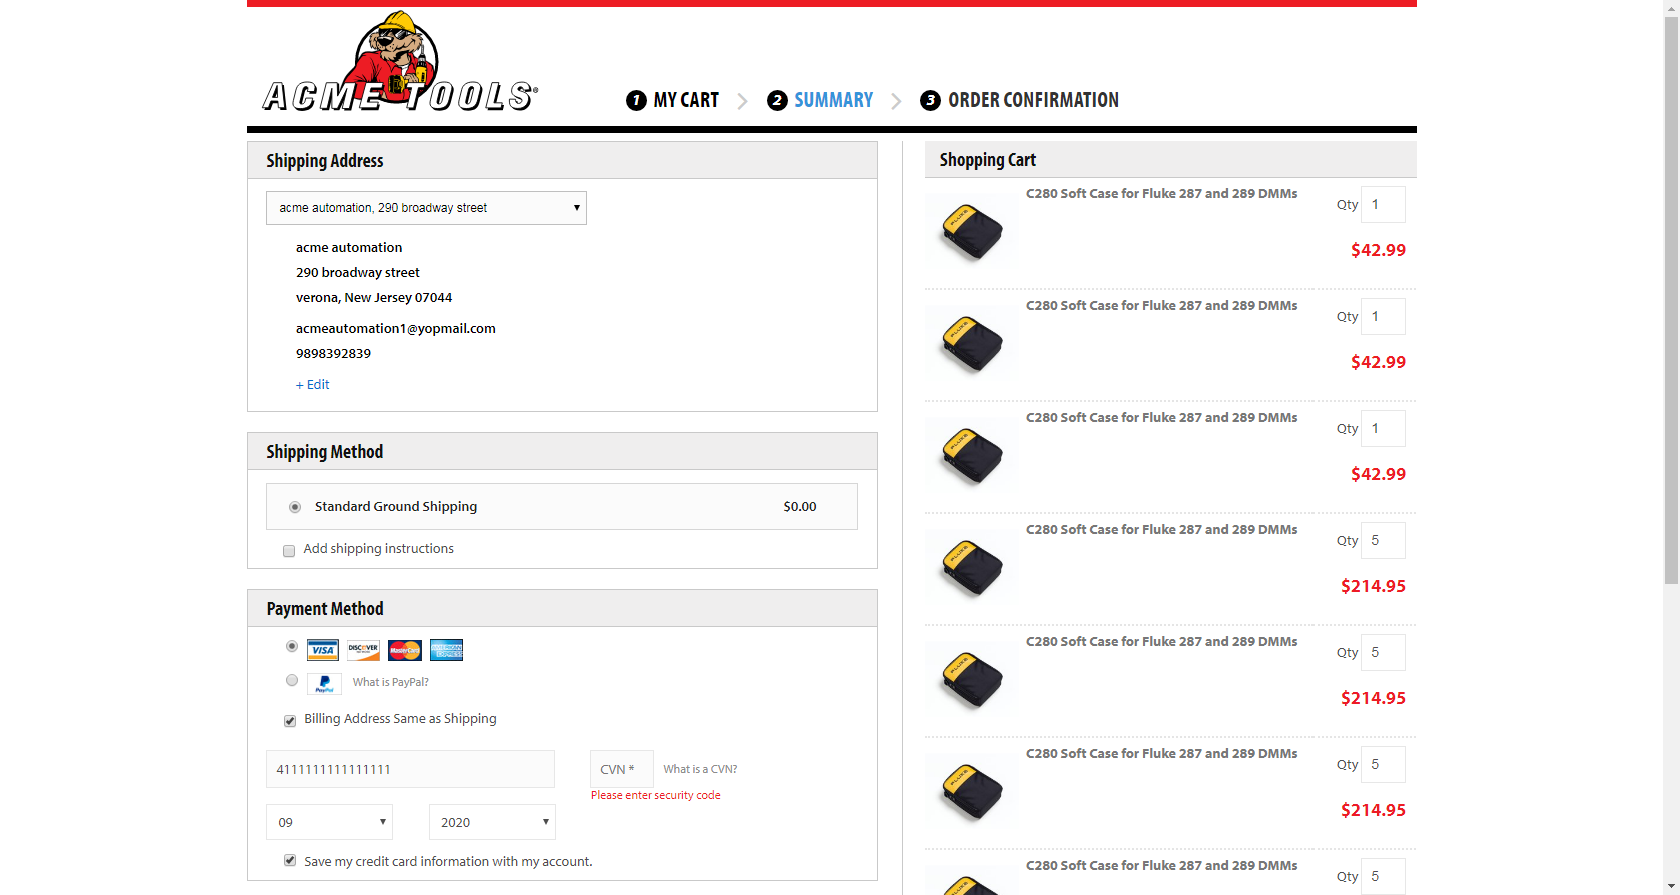 ACME TOOLS®
1 MY CART
2 SUMMARY
3 ORDER CONFIRMATION
Shipping Address
acme automation, 290 broadway street
acme automation
290 broadway street
verona, New Jersey 07044
acmeautomation1@yopmail.com
9898392839
+ Edit
Shipping Method
Standard Ground Shipping $0.00
Add shipping instructions
Payment Method
VISA DISCOVER MasterCard AMERICAN EXPRESS
PayPal What is PayPal?
Billing Address Same as Shipping
4111111111111111 CVN * What is a CVN?
Please enter security code
09 2020
Save my credit card information with my account.
Shopping Cart
FLUKE
C280 Soft Case for Fluke 287 and 289 DMMs
Qty 1
$42.99
FLUKE
C280 Soft Case for Fluke 287 and 289 DMMs
Qty 1
$42.99
FLUKE
C280 Soft Case for Fluke 287 and 289 DMMs
Qty 1
$42.99
FLUKE
C280 Soft Case for Fluke 287 and 289 DMMs
Qty 5
$214.95
FLUKE
C280 Soft Case for Fluke 287 and 289 DMMs
Qty 5
$214.95
FLUKE
C280 Soft Case for Fluke 287 and 289 DMMs
Qty 5
$214.95
C280 Soft Case for Fluke 287 and 289 DMMs
Qty 5